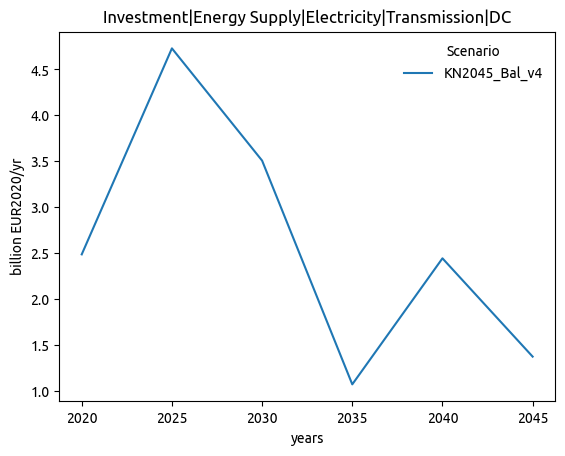 Investment|Energy Supply|Electricity|Transmission|DC
Scenario
KN2045_Bal_v4
billion EUR2020/yr
4.5
4.0
3.5
3.0
2.5
2.0
1.5
1.0
2020 2025 2030 2035 2040 2045
years